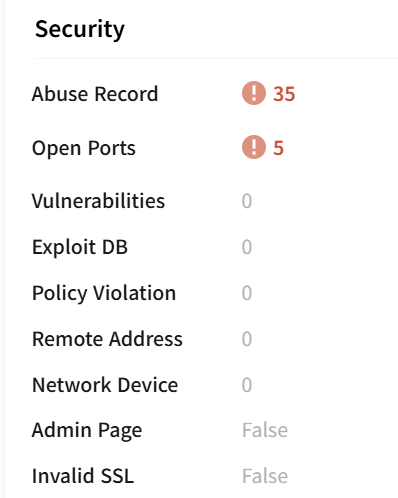 Security
Abuse Record 35
Open Ports 5
Vulnerabilities 0
Exploit DB 0
Policy Violation 0
Remote Address 0
Network Device 0
Admin Page False
Invalid SSL False